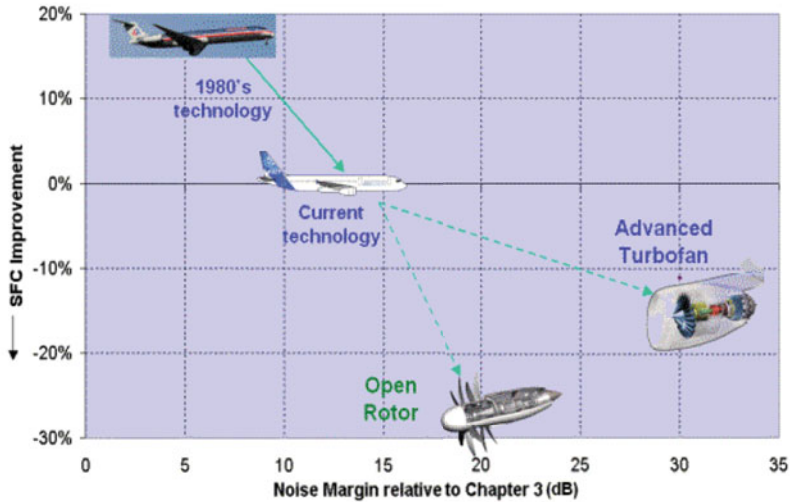 20%
10%
0%
-10%
-20%
-30%
SFC Improvement
1980's
technology
Current
technology
Advanced
Turbofan
Open
Rotor
0 5 10 15 20 25 30 35
Noise Margin relative to Chapter 3 (dB)